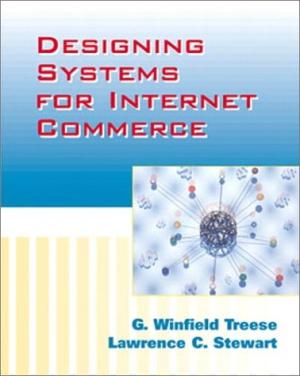 DESIGNING
SYSTEMS
FOR INTERNET
COMMERCE
G. Winfield Treese
Lawrence C. Stewart